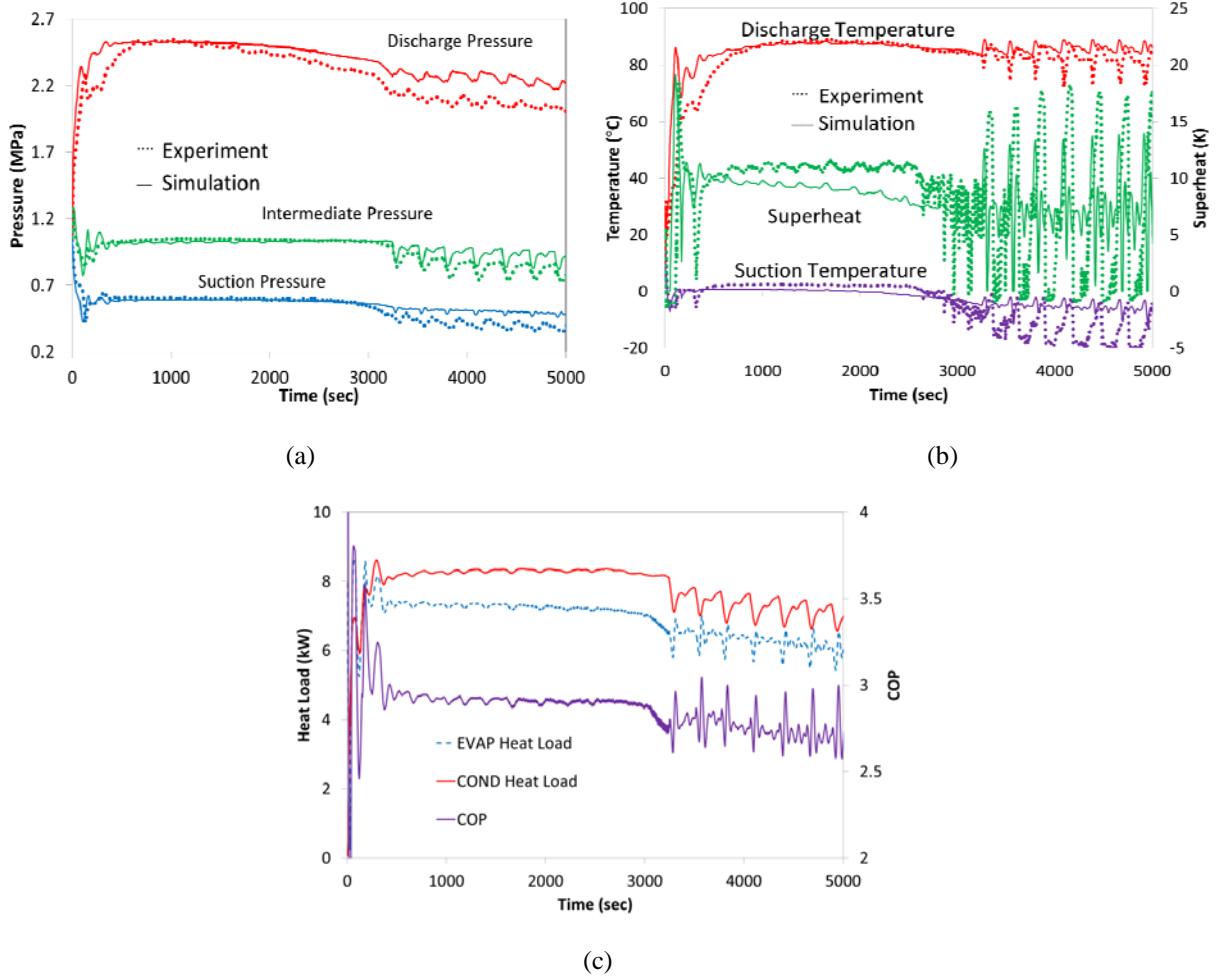 2.7
2.2
1.7
1.2
0.7
0.2
Pressure (MPa)
Discharge Pressure
Experiment
Simulation
Intermediate Pressure
Suction Pressure
0 1000 2000 3000 4000 5000
Time (sec)
(a)
100
80
60
40
20
0
-20
Temperature (°C)
Discharge Temperature
Experiment
Simulation
Superheat
Suction Temperature
25
20
15
10
5
0
-5
Superheat (K)
0 1000 2000 3000 4000 5000
Time (sec)
(b)
10
8
6
4
2
0
Heat Load (kW)
EVAP Heat Load
COND Heat Load
COP
4
3.5
3
2.5
2
COP
0 1000 2000 3000 4000 5000
Time (sec)
(c)